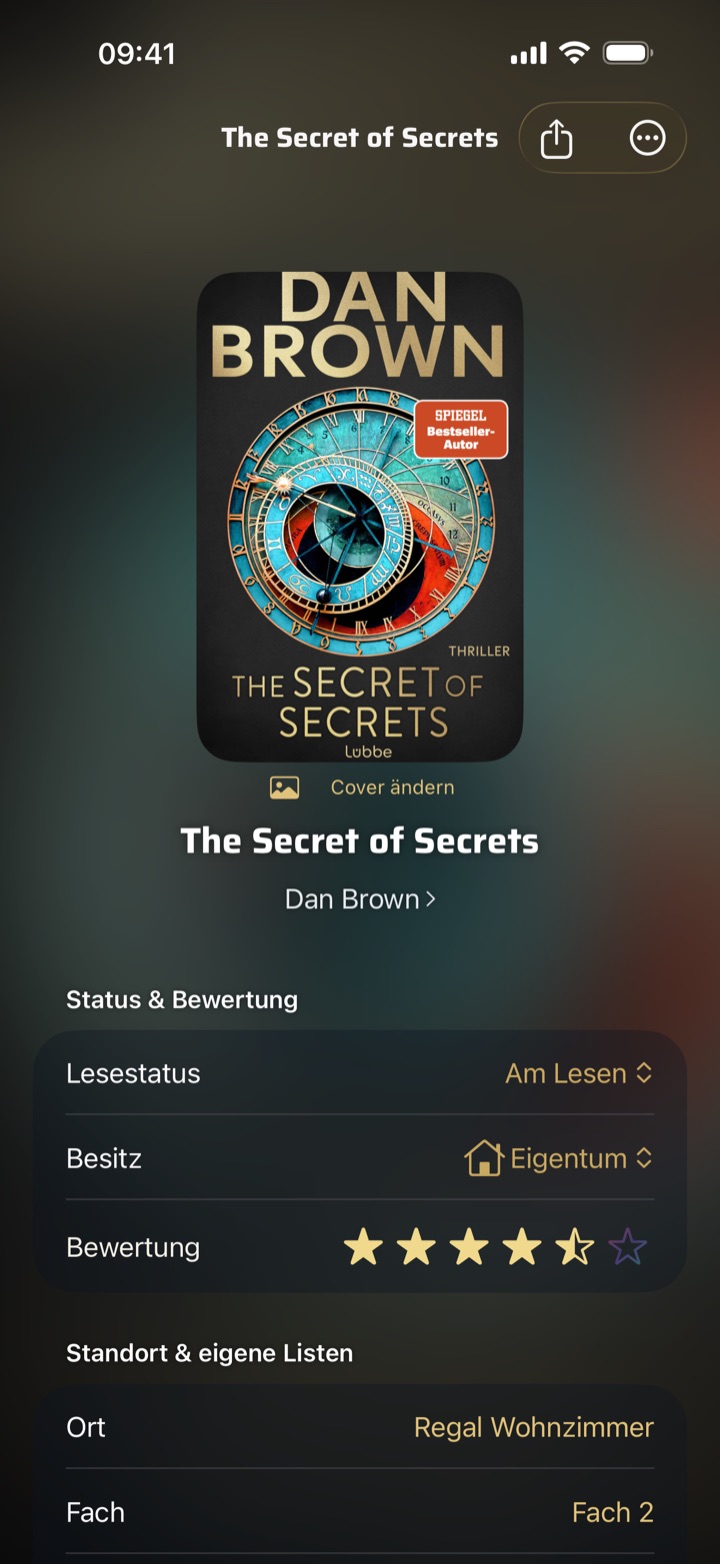 09:41
The Secret of Secrets
DAN
BROWN
SPIEGEL
Bestseller-
Autor
THRILLER
THE SECRET OF
SECRETS
Lübbe
Cover ändern
The Secret of Secrets
Dan Brown
Status & Bewertung
Lesestatus Am Lesen
Besitz Eigentum
Bewertung
Standort & eigene Listen
Ort Regal Wohnzimmer
Fach Fach 2